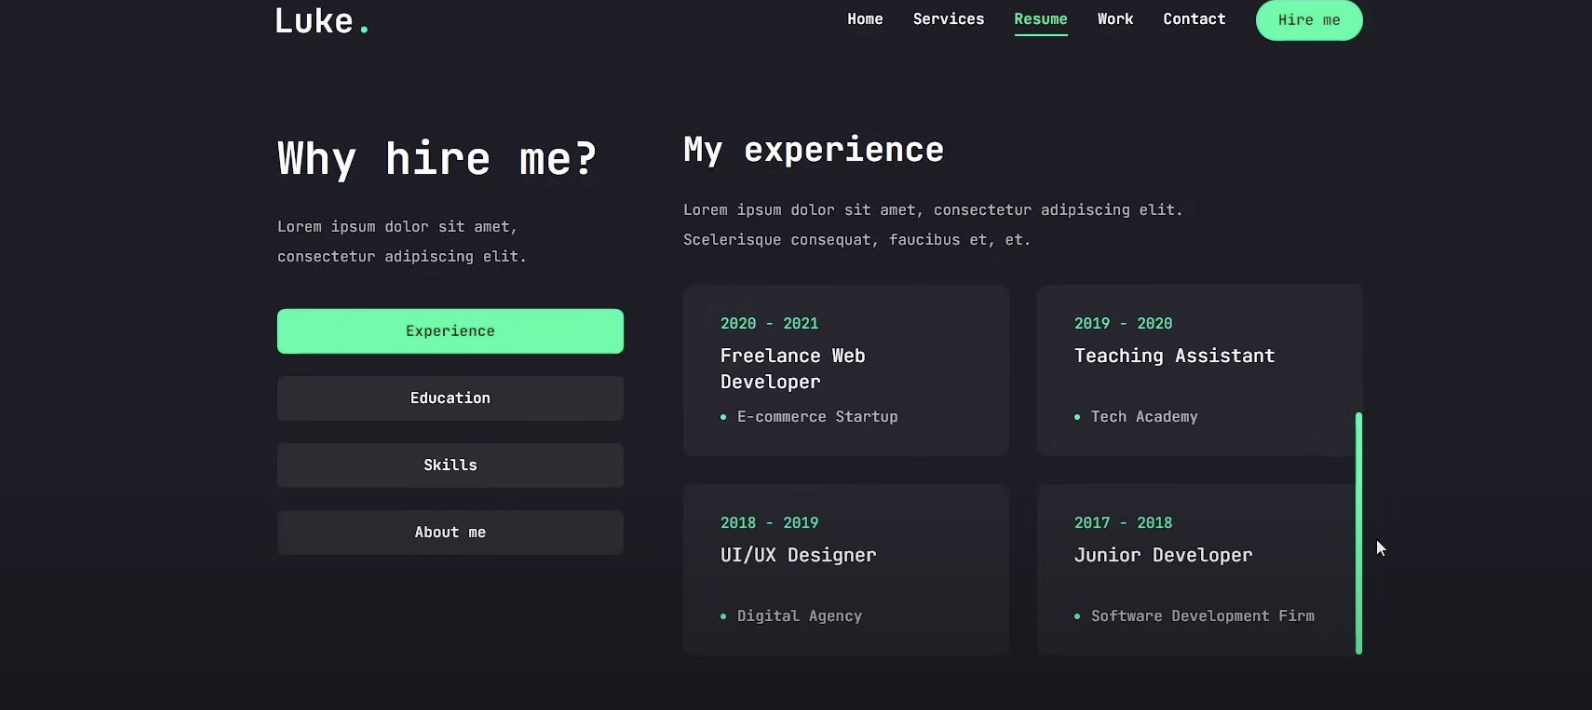 Luke.
Home
Services
Resume
Work
Contact
Hire me
Why hire me?
Lorem ipsum dolor sit amet,
consectetur adipiscing elit.
Experience
Education
Skills
About me
My experience
Lorem ipsum dolor sit amet, consectetur adipiscing elit.
Scelerisque consequat, faucibus et, et.
2020 - 2021
Freelance Web
Developer
E-commerce Startup
2019 - 2020
Teaching Assistant
Tech Academy
2018 - 2019
UI/UX Designer
Digital Agency
2017 - 2018
Junior Developer
Software Development Firm